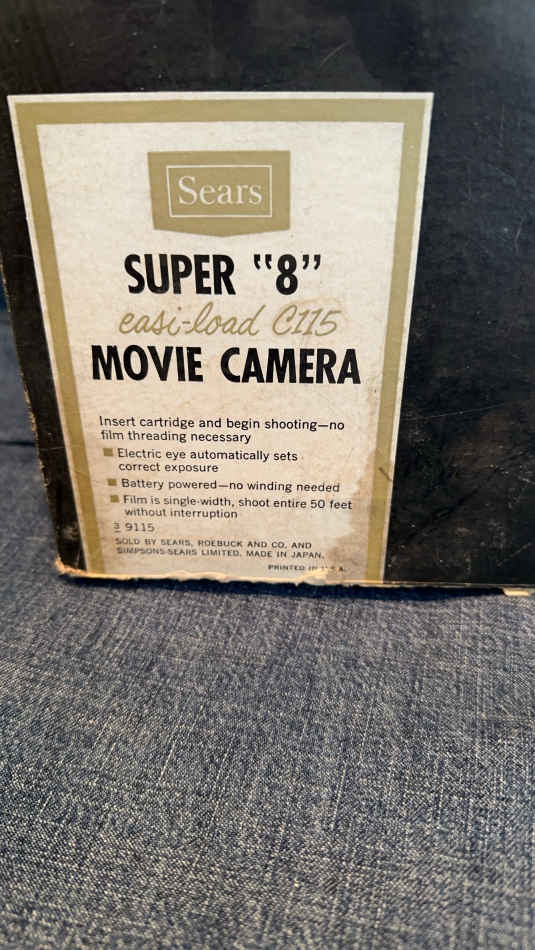 Sears
SUPER "8"
easi-load C115
MOVIE CAMERA
Insert cartridge and begin shooting—no
film threading necessary
Electric eye automatically sets
correct exposure
Battery powered—no winding needed
Film is single-width, shoot entire 50 feet
without interruption
3 9115
SOLD BY SEARS, ROEBUCK AND CO. AND
SIMPSONS-SEARS LIMITED. MADE IN JAPAN.
PRINTED IN U.S.A.